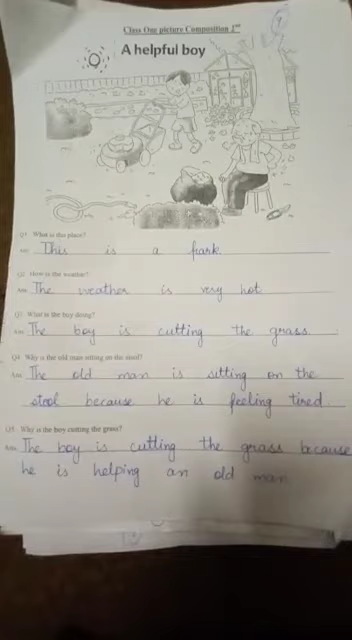 Class One picture Composition 2nd
A helpful boy
Q1 What is this place?
Ans This is a park
Q2 How is the weather?
Ans The weather is very hot
Q3 What is the boy doing?
Ans The boy is cutting the grass.
Q4 Why is the old man sitting on the stool?
Ans The old man is sitting on the
stool because he is feeling tired.
Q5 Why is the boy cutting the grass?
Ans The boy is cutting the grass because
he is helping an old man